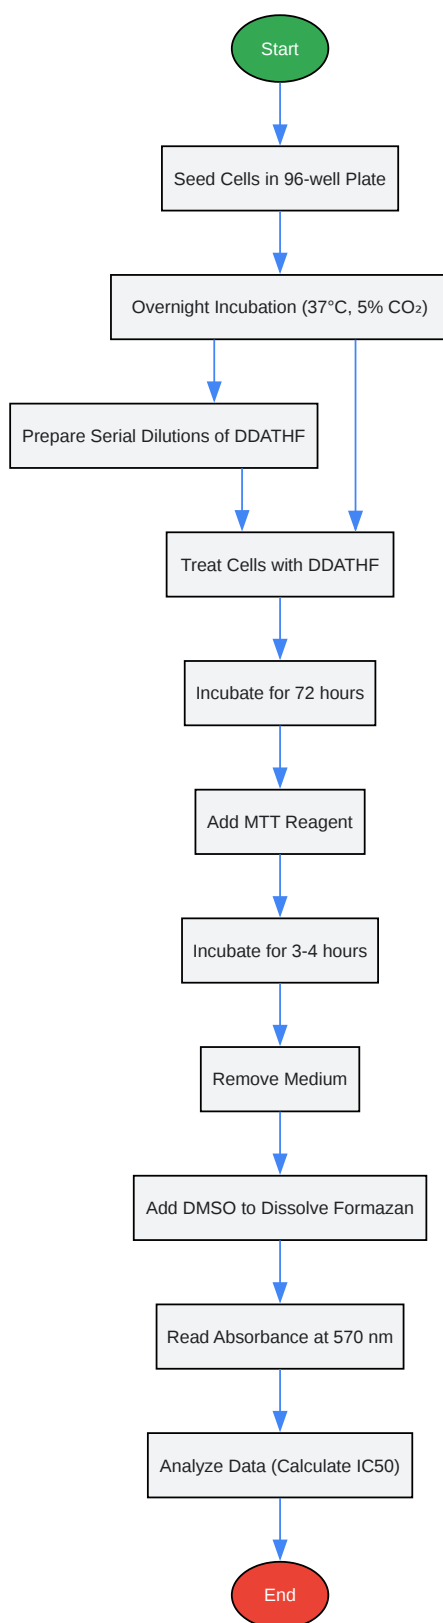 Start
Seed Cells in 96-well Plate
Overnight Incubation (37°C, 5% CO₂)
Prepare Serial Dilutions of DDATHF
Treat Cells with DDATHF
Incubate for 72 hours
Add MTT Reagent
Incubate for 3-4 hours
Remove Medium
Add DMSO to Dissolve Formazan
Read Absorbance at 570 nm
Analyze Data (Calculate IC50)
End